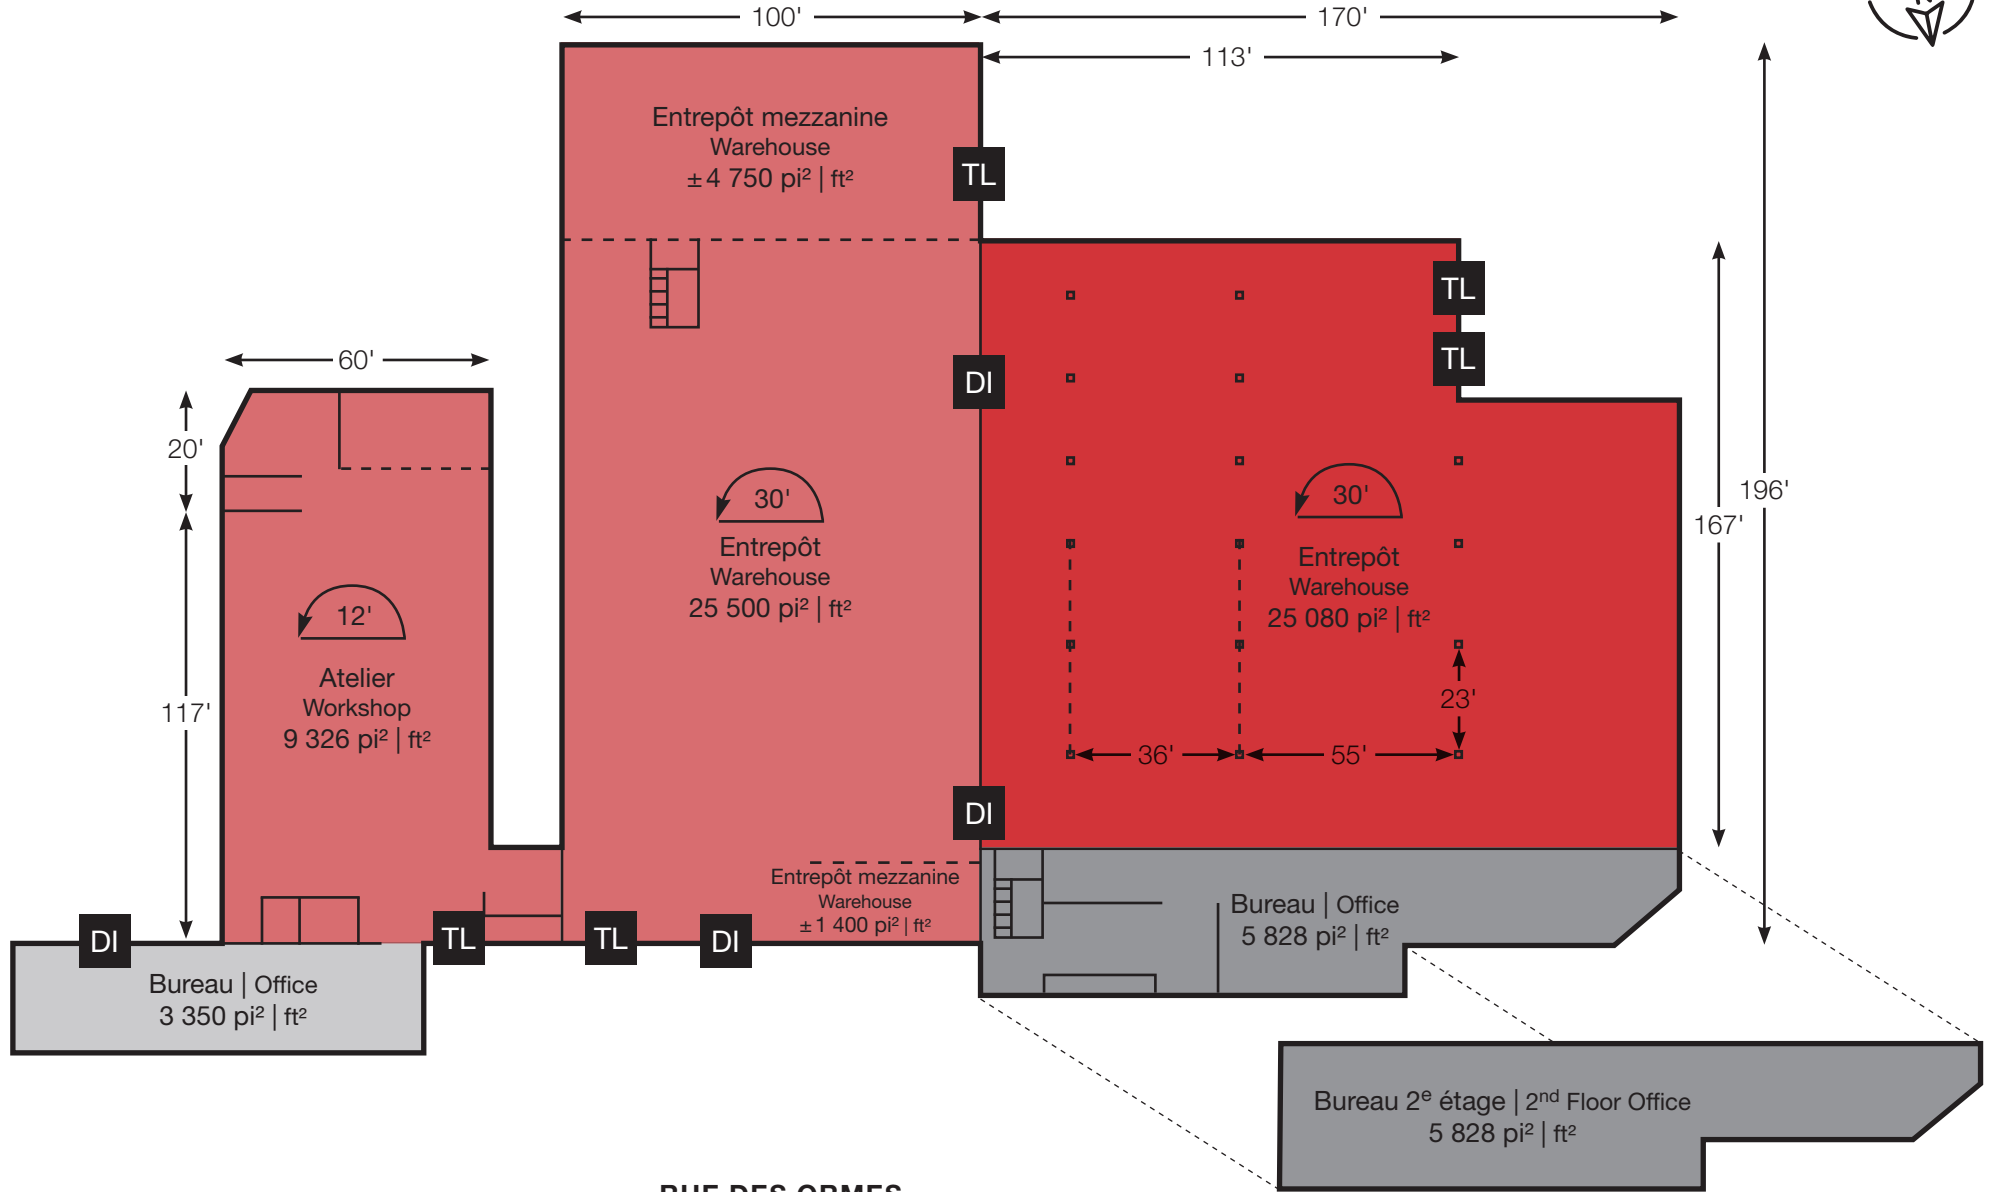 100'
170'
113'
Entrepôt mezzanine
Warehouse
±4 750 pi² | ft²
TL
TL
TL
60'
DI
20'
30'
Entrepôt
Warehouse
25 500 pi² | ft²
30'
Entrepôt
Warehouse
25 080 pi² | ft²
196'
167'
12'
Atelier
Workshop
9 326 pi² | ft²
117'
23'
36'
55'
DI
Entrepôt mezzanine
Warehouse
±1 400 pi² | ft²
Bureau | Office
5 828 pi² | ft²
DI
TL
TL
DI
Bureau | Office
3 350 pi² | ft²
Bureau 2e étage | 2nd Floor Office
5 828 pi² | ft²
RUE DES ORMES